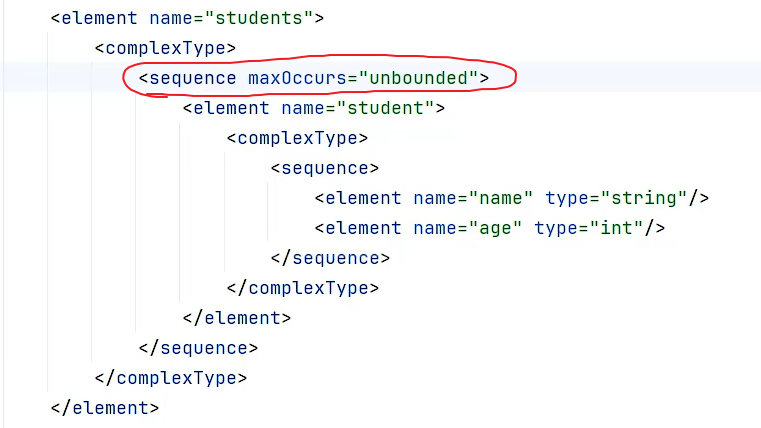 <element name="students">
<complexType>
<sequence maxOccurs="unbounded">
<element name="student">
<complexType>
<sequence>
<element name="name" type="string"/>
<element name="age" type="int"/>
</sequence>
</complexType>
</element>
</sequence>
</complexType>
</element>